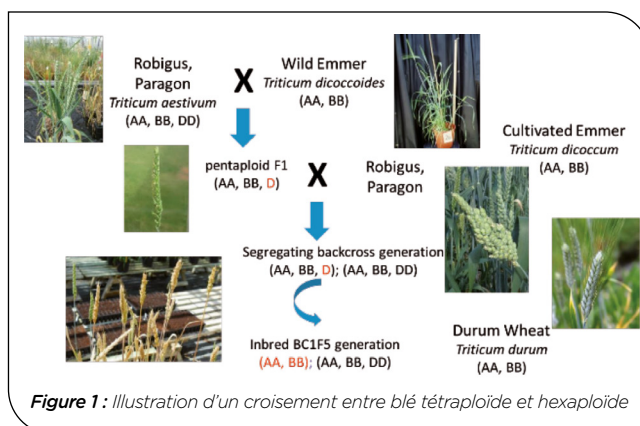 Robigus,
Paragon
Triticum aestivum
(AA, BB, DD)
X
Wild Emmer
Triticum dicoccoides
(AA, BB)
Cultivated Emmer
Triticum dicoccum
(AA, BB)
pentaploid F1
(AA, BB, D)
X
Robigus,
Paragon
Segregating backcross generation
(AA, BB, D); (AA, BB, DD)
Inbred BC1F5 generation
(AA, BB); (AA, BB, DD)
Durum Wheat
Triticum durum
(AA, BB)
Figure 1 : Illustration d'un croisement entre blé tétraploïde et hexaploïde